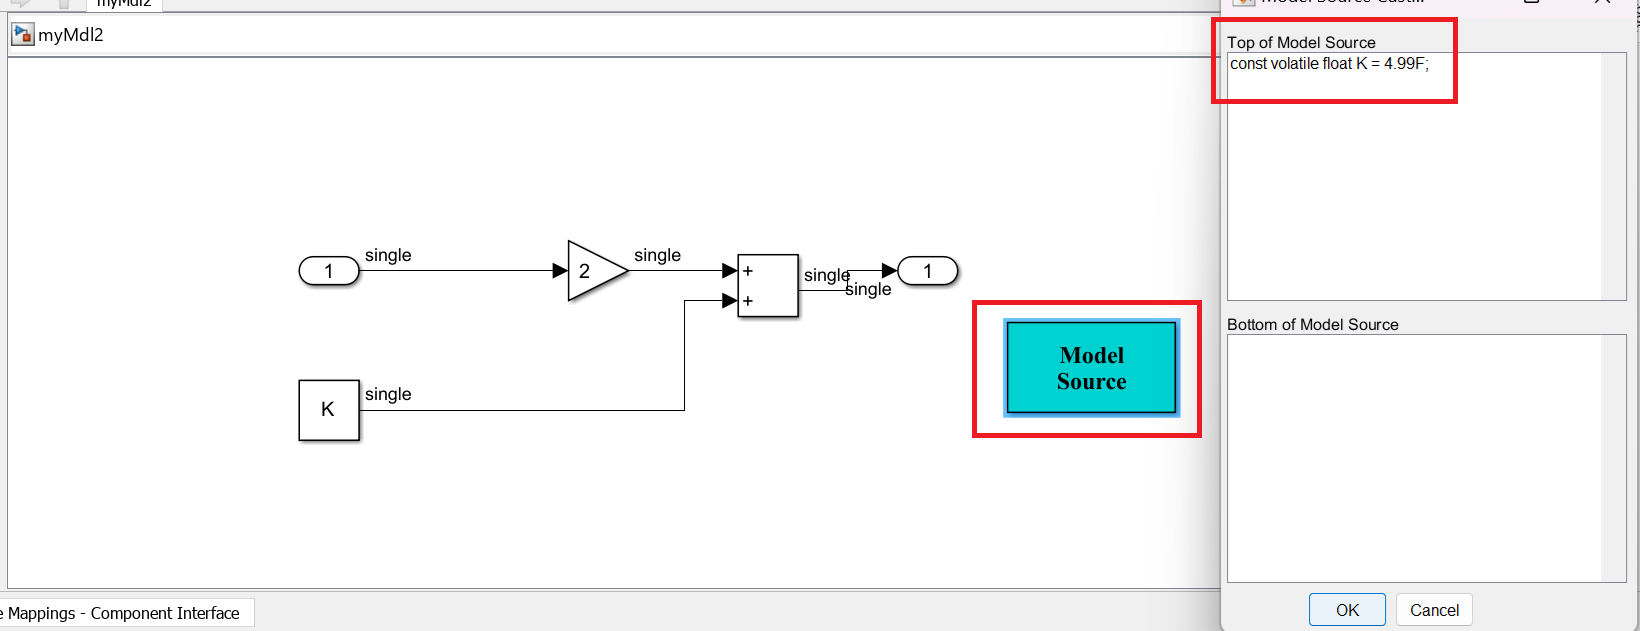 myMdl2
myMdl2
Top of Model Source
const volatile float K = 4.99F;
single
single
1
2
+
+
single
single
1
Model
Source
Bottom of Model Source
K
single
e Mappings - Component Interface
OK
Cancel